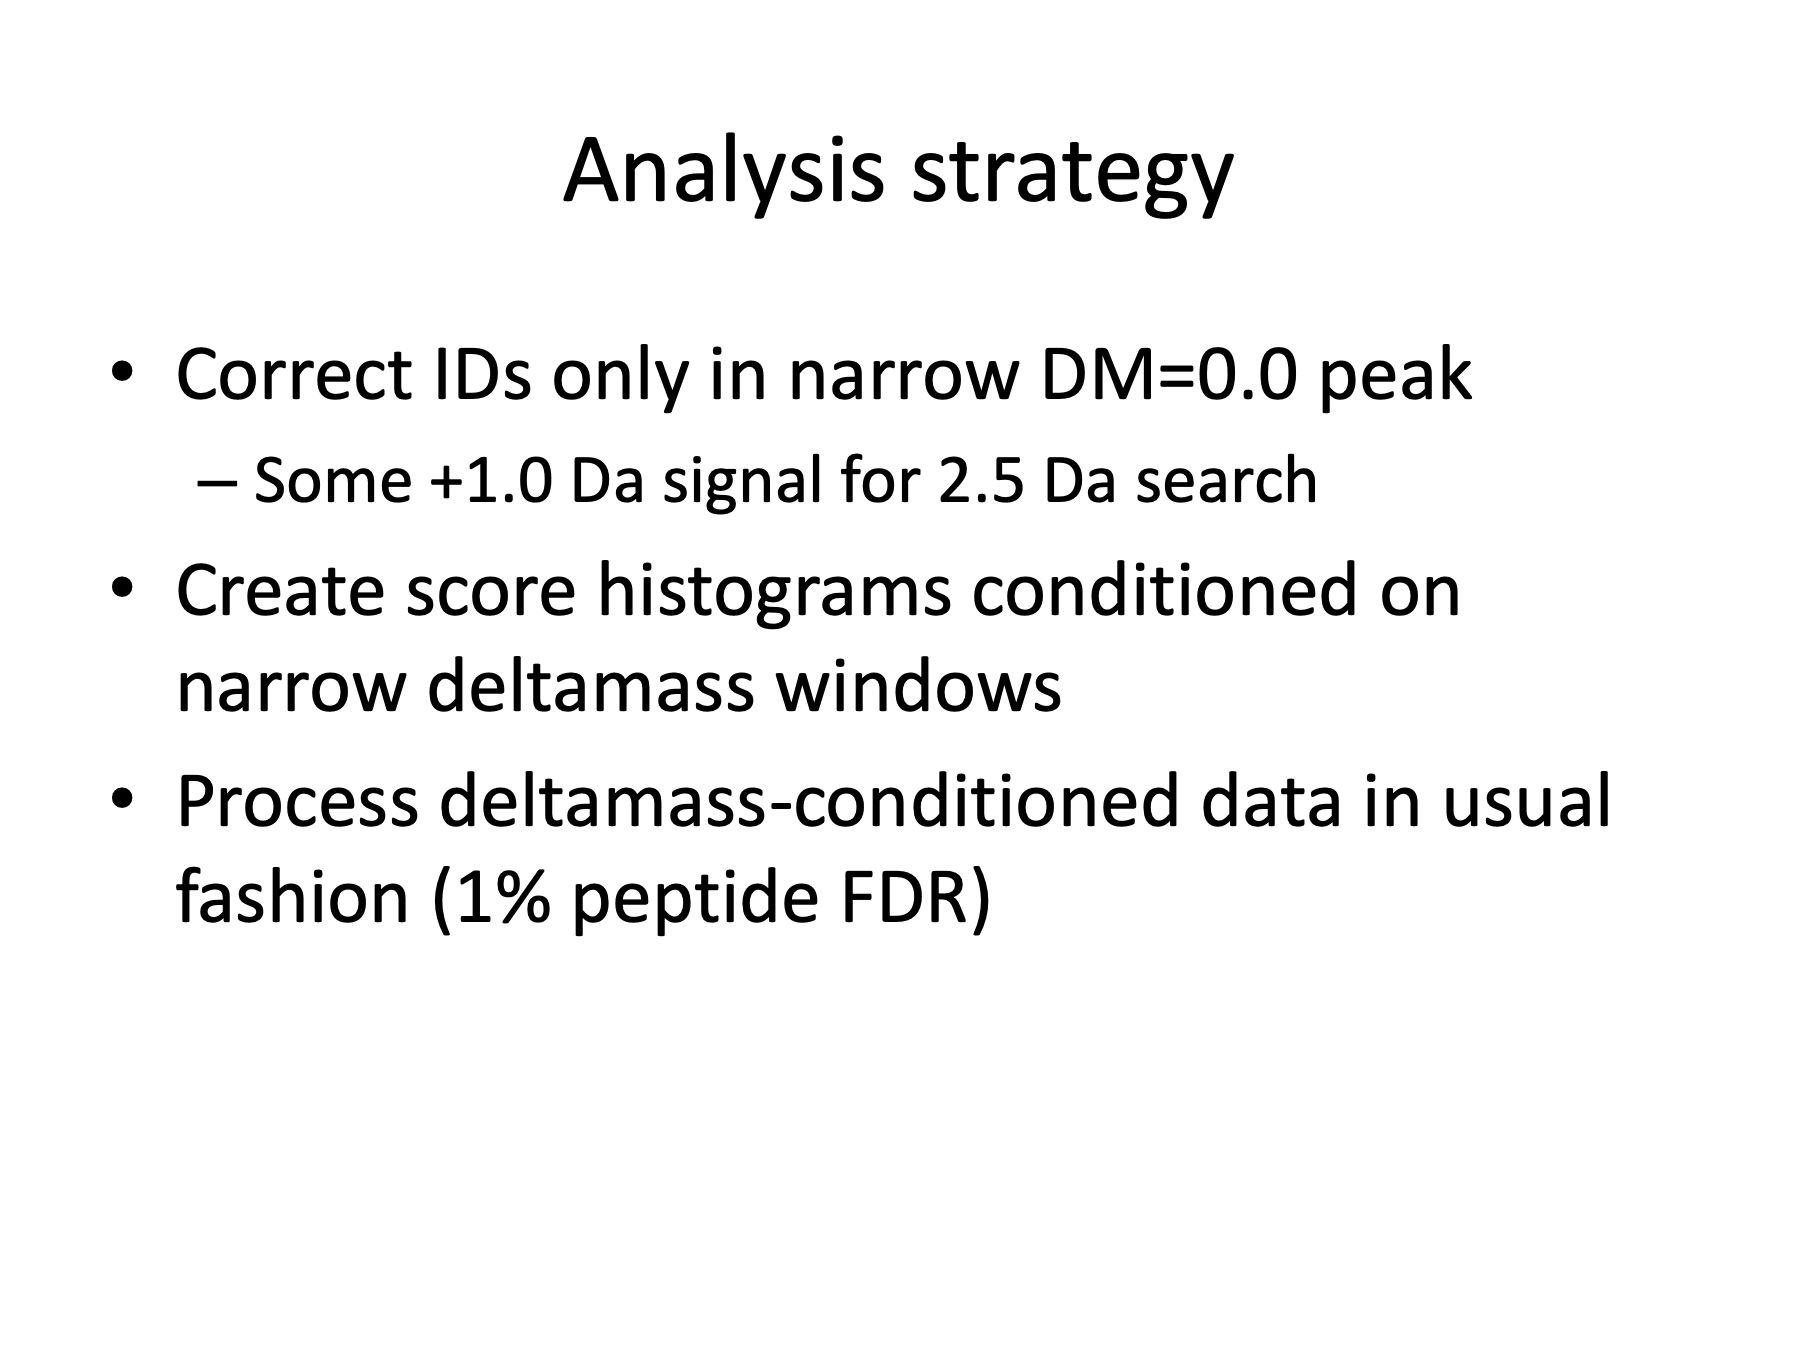 Analysis strategy
• Correct IDs only in narrow DM=0.0 peak
– Some +1.0 Da signal for 2.5 Da search
• Create score histograms conditioned on
narrow deltamass windows
• Process deltamass-conditioned data in usual
fashion (1% peptide FDR)